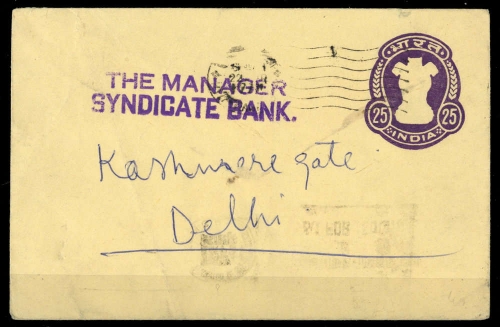 भारत
25 25
INDIA
THE MANAGER
SYNDICATE BANK.
Kashmere gate
Delhi